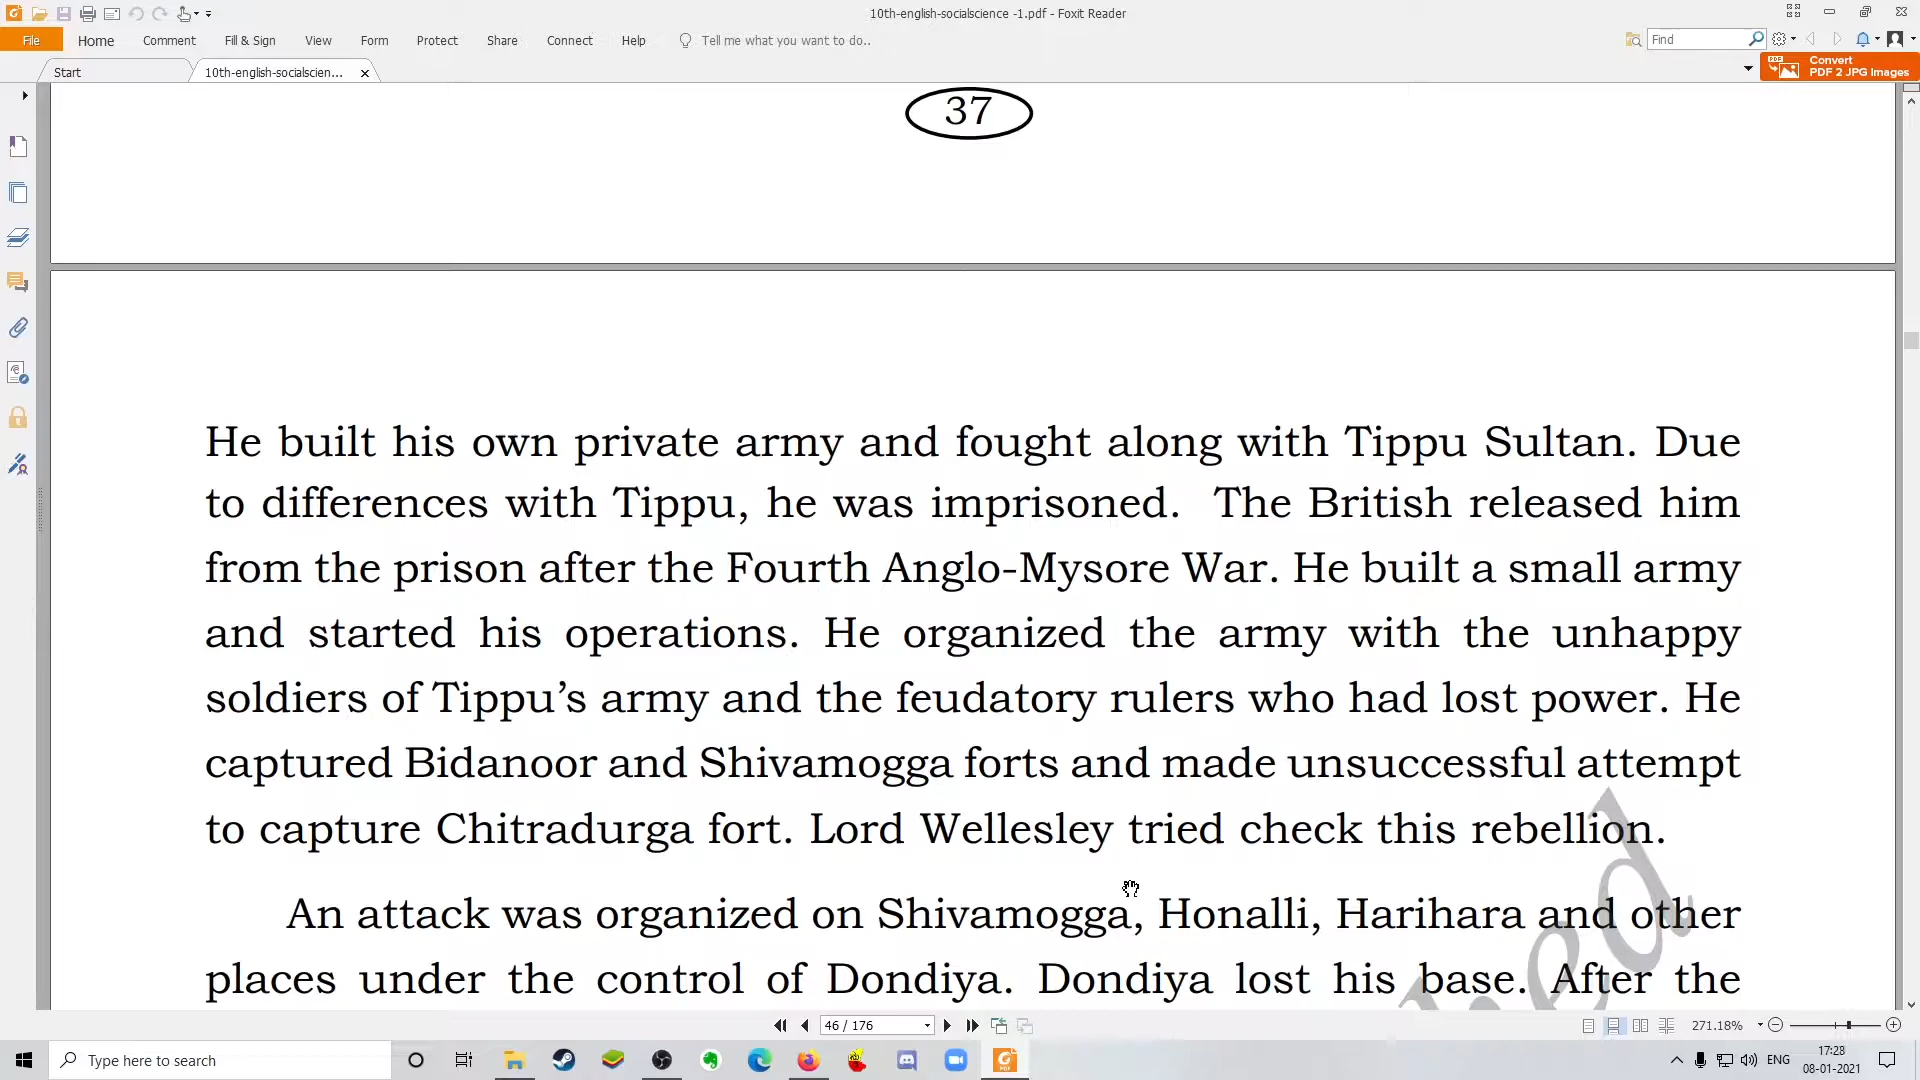 10th-english-socialscience -1.pdf - Foxit Reader
File Home Comment Fill & Sign View Form Protect Share Connect Help Tell me what you want to do.. Find
Start 10th-english-socialscien... Convert
PDF 2 JPG Images
37
He built his own private army and fought along with Tippu Sultan. Due
to differences with Tippu, he was imprisoned. The British released him
from the prison after the Fourth Anglo-Mysore War. He built a small army
and started his operations. He organized the army with the unhappy
soldiers of Tippu’s army and the feudatory rulers who had lost power. He
captured Bidanoor and Shivamogga forts and made unsuccessful attempt
to capture Chitradurga fort. Lord Wellesley tried check this rebellion.
An attack was organized on Shivamogga, Honalli, Harihara and other
places under the control of Dondiya. Dondiya lost his base. After the
46 / 176 271.18%
Type here to search ENG 17:28
08-01-2021